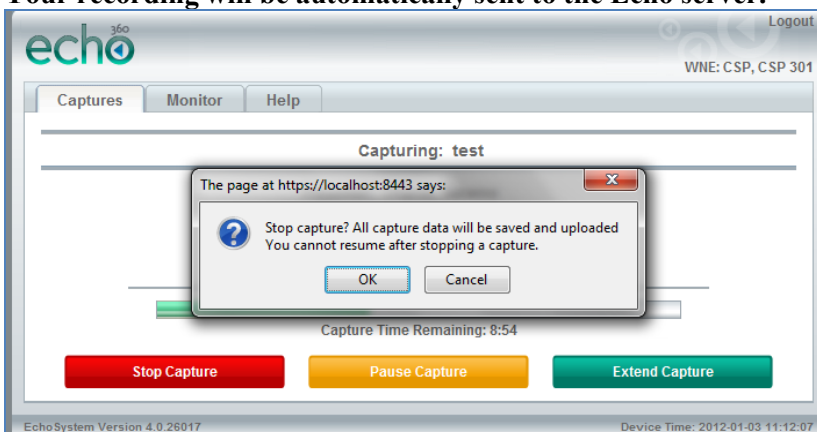 Your recording will be automatically sent to the Echo server.
Logout
echo360
WNE: CSP, CSP 301
Captures Monitor Help
Capturing: test
The page at https://localhost:8443 says:
Stop capture? All capture data will be saved and uploaded
You cannot resume after stopping a capture.
OK Cancel
Capture Time Remaining: 8:54
Stop Capture Pause Capture Extend Capture
EchoSystem Version 4.0.26017 Device Time: 2012-01-03 11:12:07